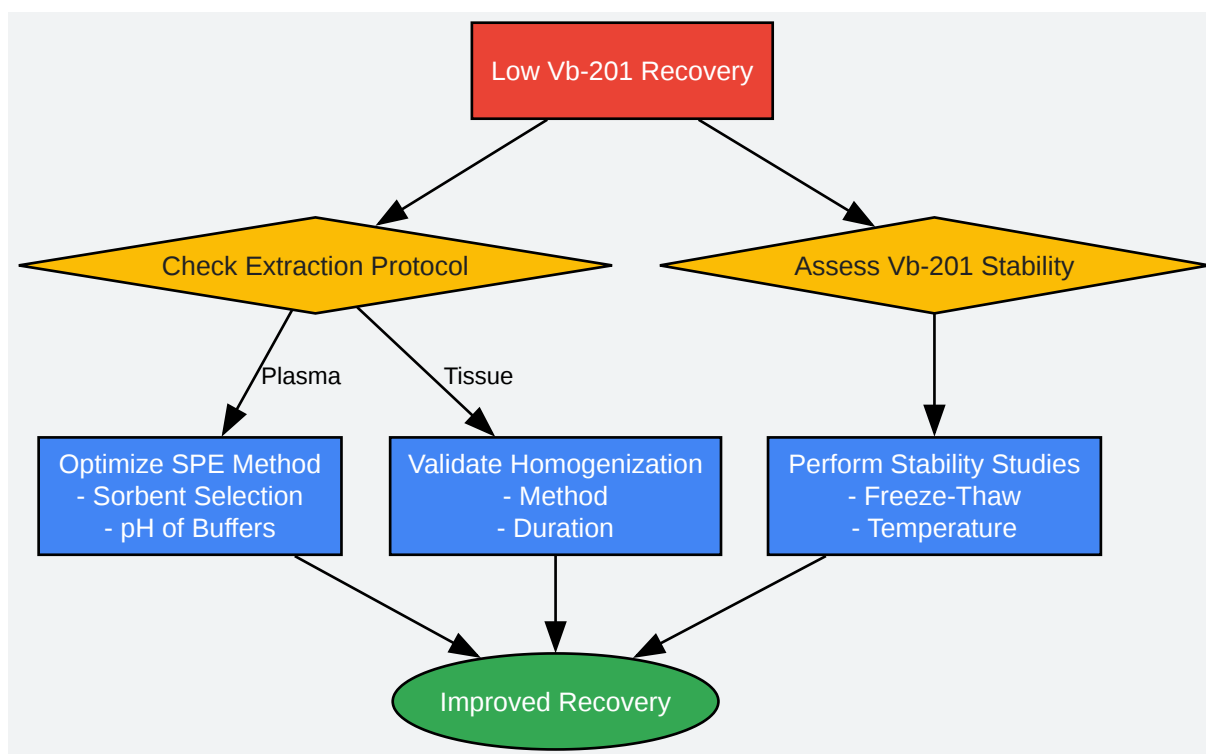 Low Vb-201 Recovery
Check Extraction Protocol
Assess Vb-201 Stability
Plasma
Tissue
Optimize SPE Method
- Sorbent Selection
- pH of Buffers
Validate Homogenization
- Method
- Duration
Perform Stability Studies
- Freeze-Thaw
- Temperature
Improved Recovery